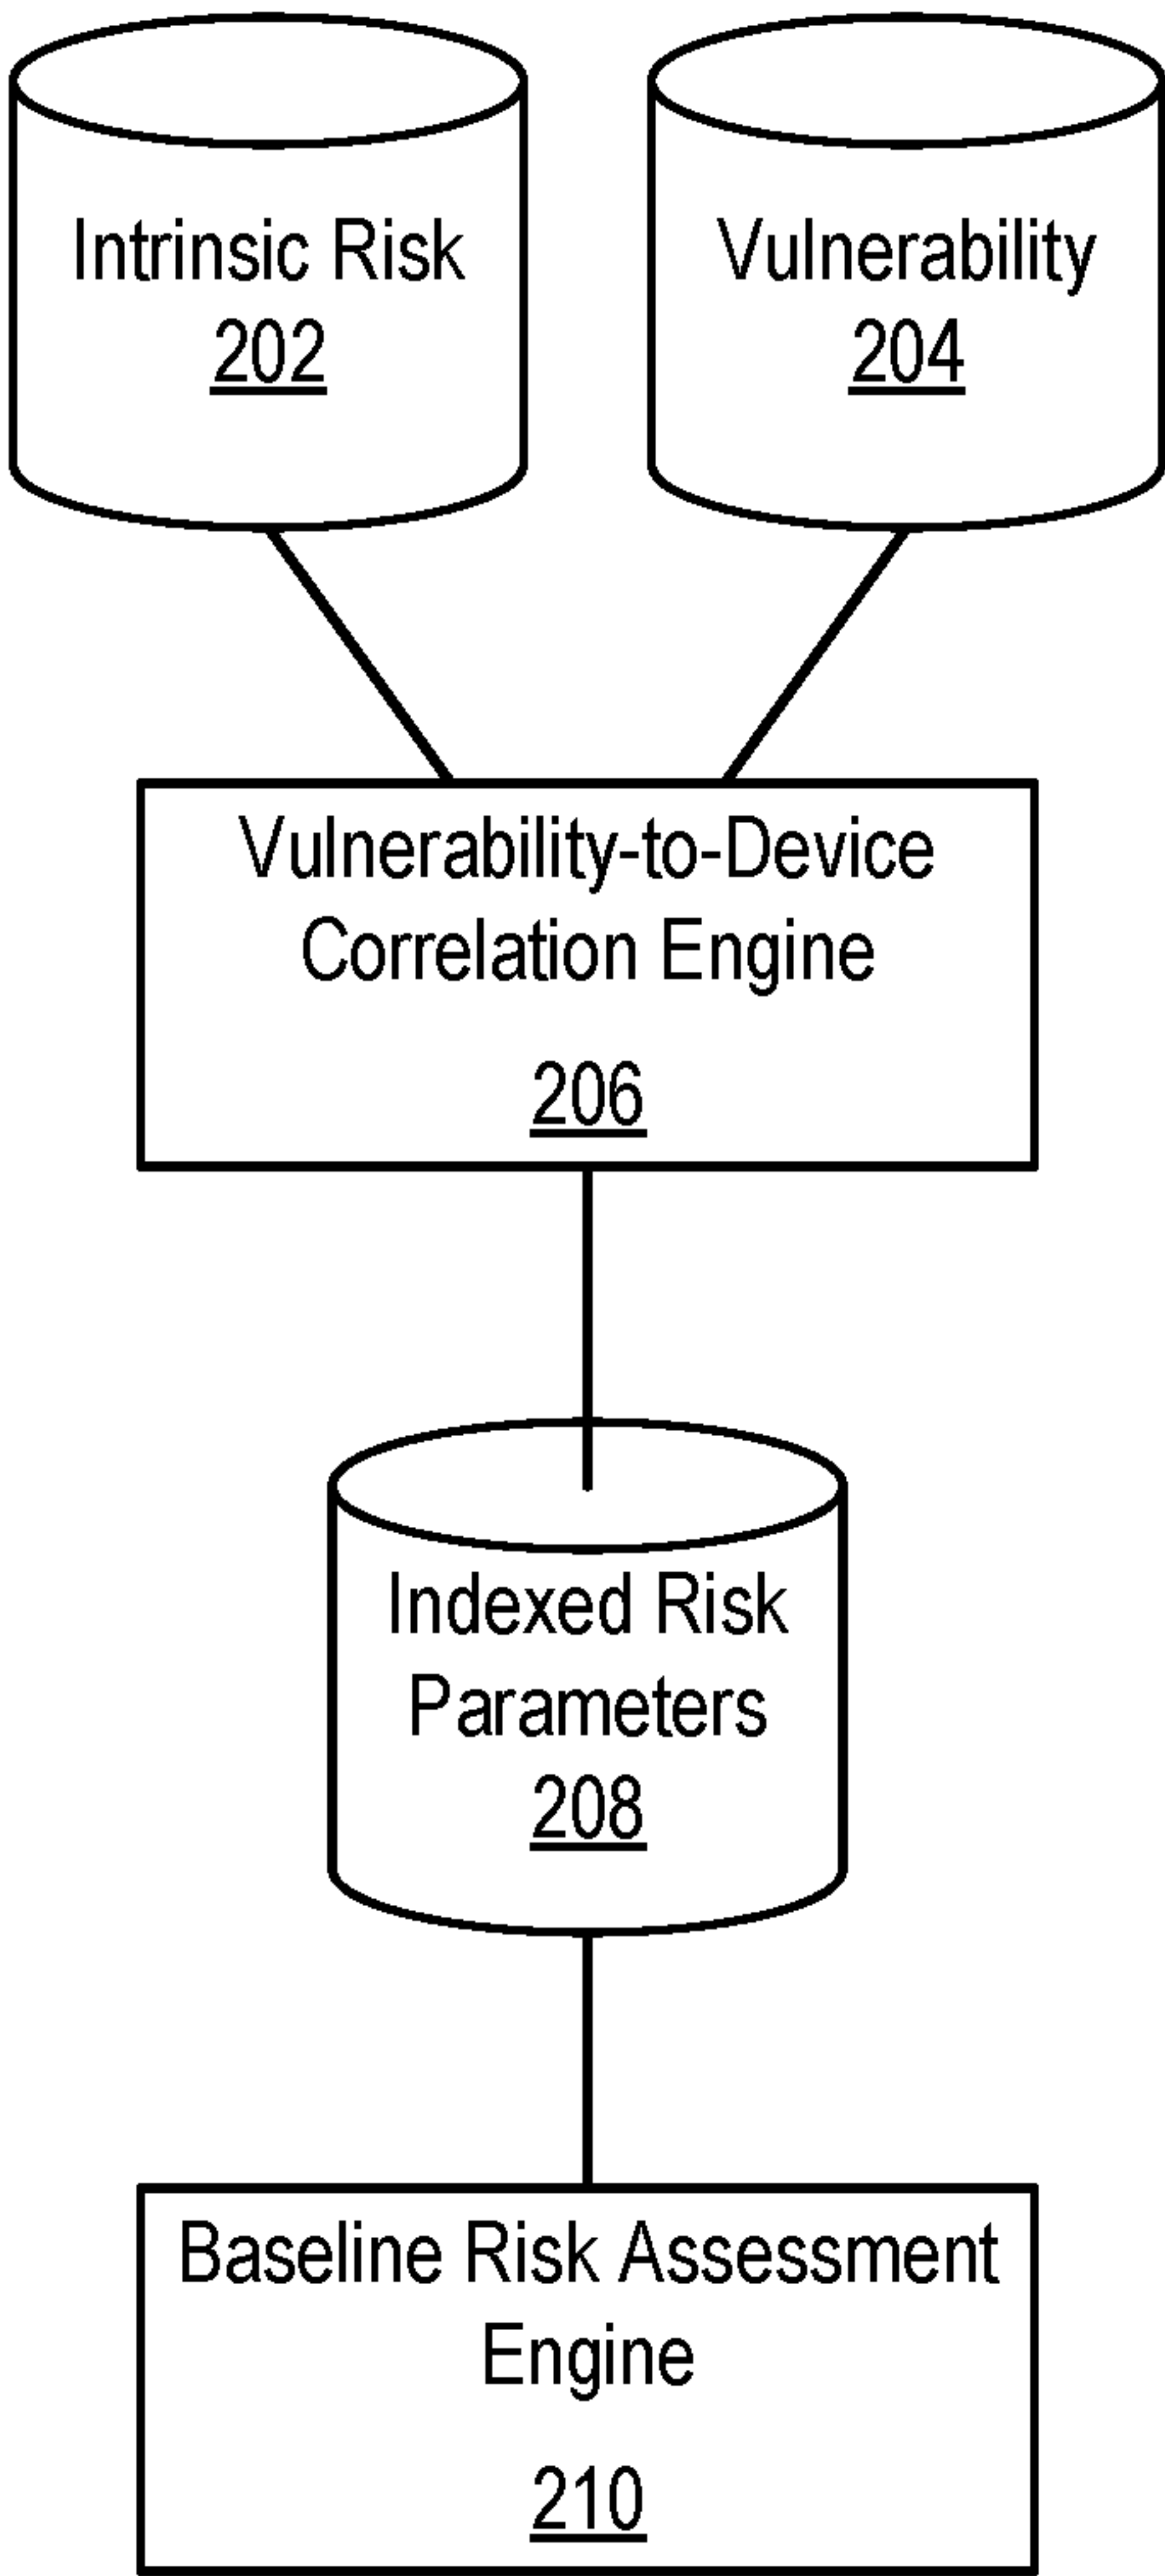 Intrinsic Risk
202
Vulnerability
204
Vulnerability-to-Device
Correlation Engine
206
Indexed Risk
Parameters
208
Baseline Risk Assessment
Engine
210